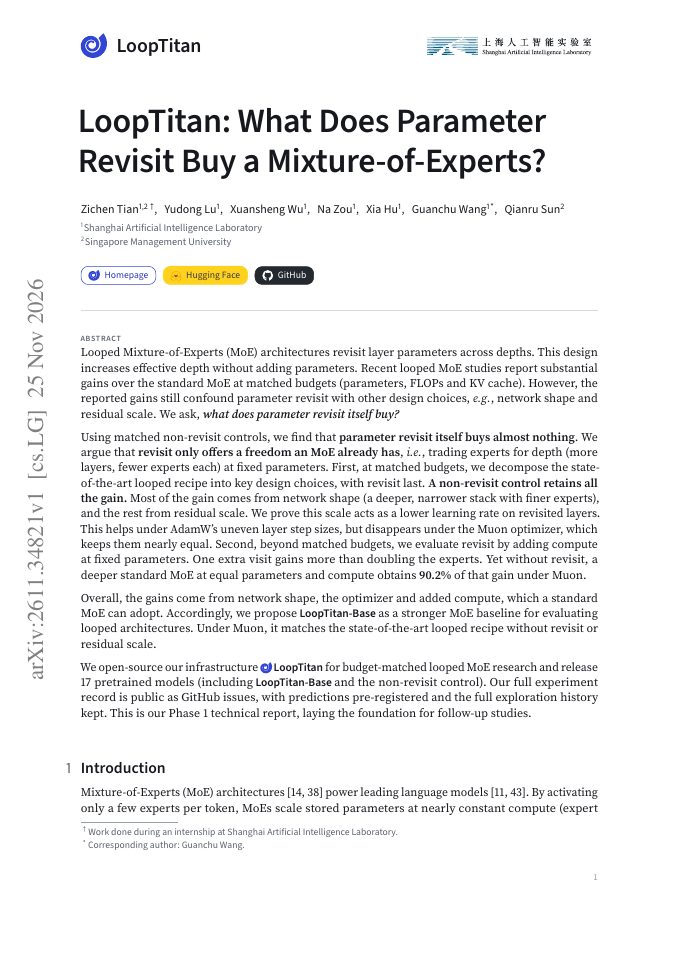 LoopTitan
上海人工智能实验室
Shanghai Artificial Intelligence Laboratory
LoopTitan: What Does Parameter
Revisit Buy a Mixture-of-Experts?
Zichen Tian1,2 †, Yudong Lu1, Xuansheng Wu1, Na Zou1, Xia Hu1, Guanchu Wang1*, Qianru Sun2
1 Shanghai Artificial Intelligence Laboratory
2 Singapore Management University
Homepage
Hugging Face
GitHub
arXiv:2611.34821v1 [cs.LG] 25 Nov 2026
ABSTRACT
Looped Mixture-of-Experts (MoE) architectures revisit layer parameters across depths. This design
increases effective depth without adding parameters. Recent looped MoE studies report substantial
gains over the standard MoE at matched budgets (parameters, FLOPs and KV cache). However, the
reported gains still confound parameter revisit with other design choices, e.g., network shape and
residual scale. We ask, what does parameter revisit itself buy?
Using matched non-revisit controls, we find that parameter revisit itself buys almost nothing. We
argue that revisit only offers a freedom an MoE already has, i.e., trading experts for depth (more
layers, fewer experts each) at fixed parameters. First, at matched budgets, we decompose the state-
of-the-art looped recipe into key design choices, with revisit last. A non-revisit control retains all
the gain. Most of the gain comes from network shape (a deeper, narrower stack with finer experts),
and the rest from residual scale. We prove this scale acts as a lower learning rate on revisited layers.
This helps under AdamW's uneven layer step sizes, but disappears under the Muon optimizer, which
keeps them nearly equal. Second, beyond matched budgets, we evaluate revisit by adding compute
at fixed parameters. One extra visit gains more than doubling the experts. Yet without revisit, a
deeper standard MoE at equal parameters and compute obtains 90.2% of that gain under Muon.
Overall, the gains come from network shape, the optimizer and added compute, which a standard
MoE can adopt. Accordingly, we propose LoopTitan-Base as a stronger MoE baseline for evaluating
looped architectures. Under Muon, it matches the state-of-the-art looped recipe without revisit or
residual scale.
We open-source our infrastructure LoopTitan for budget-matched looped MoE research and release
17 pretrained models (including LoopTitan-Base and the non-revisit control). Our full experiment
record is public as GitHub issues, with predictions pre-registered and the full exploration history
kept. This is our Phase 1 technical report, laying the foundation for follow-up studies.
1 Introduction
Mixture-of-Experts (MoE) architectures [14, 38] power leading language models [11, 43]. By activating
only a few experts per token, MoEs scale stored parameters at nearly constant compute (expert
† Work done during an internship at Shanghai Artificial Intelligence Laboratory.
* Corresponding author: Guanchu Wang.
1